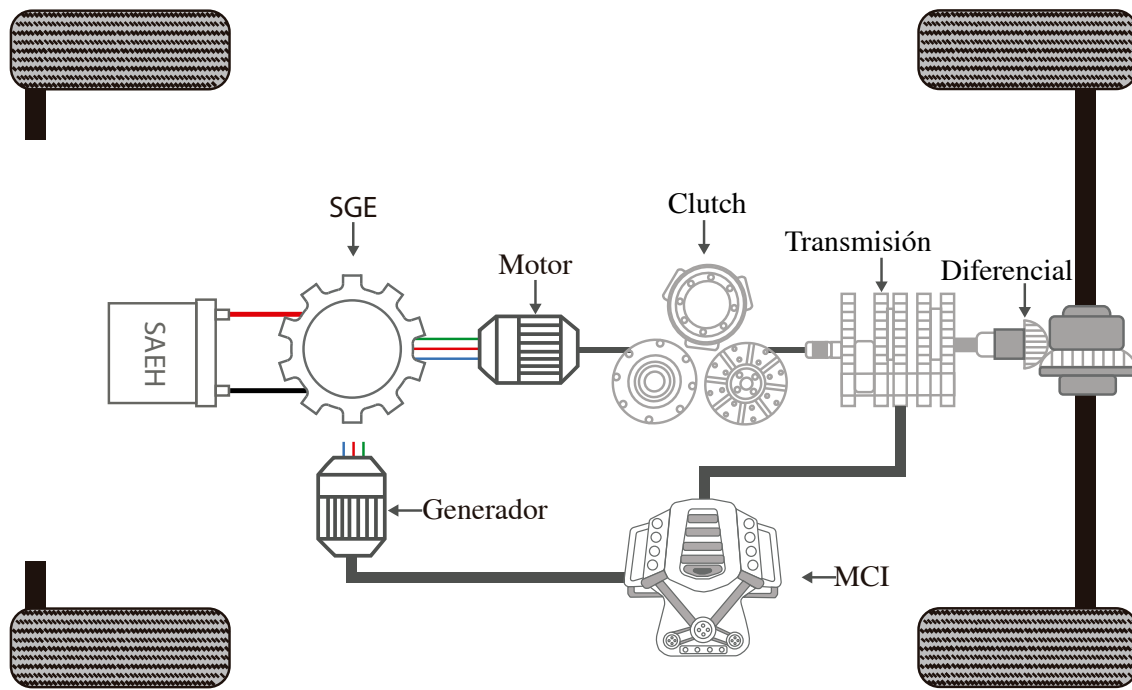 SGE
Clutch
Transmisión
Motor
Diferencial
SAEH
Generador
MCI